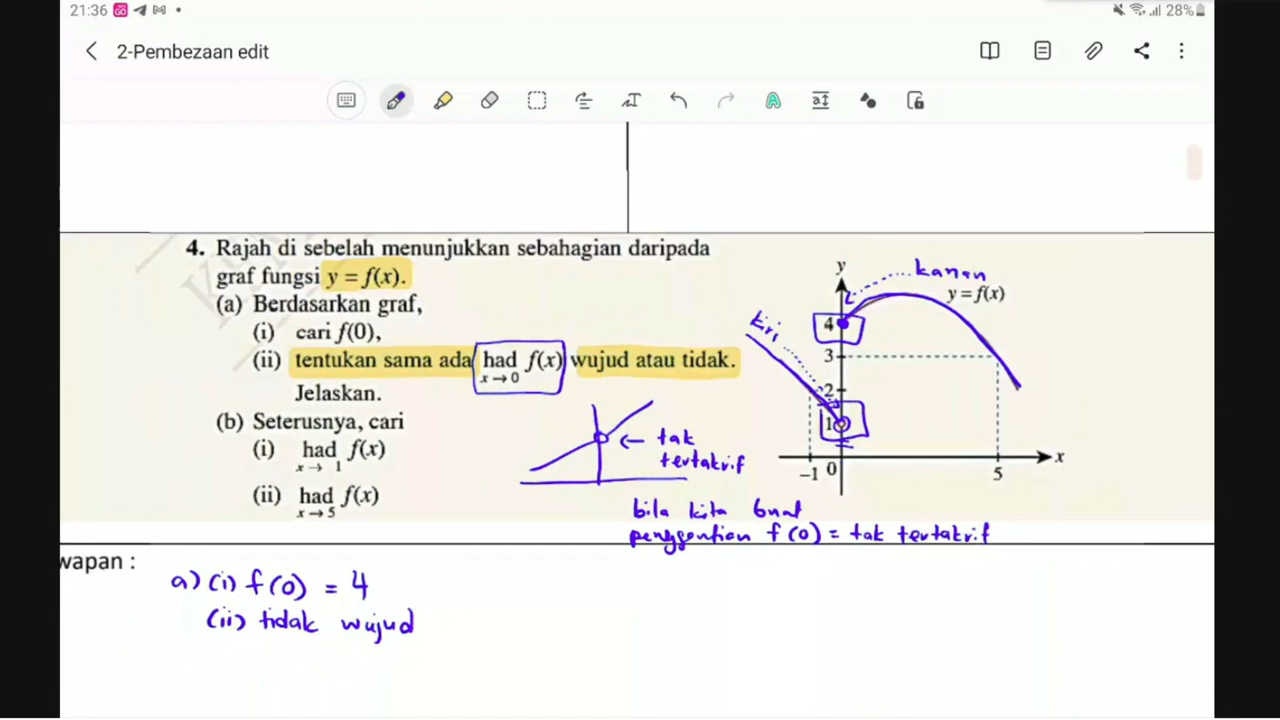 21:36 GO 28%
2-Pembezaan edit
4. Rajah di sebelah menunjukkan sebahagian daripada
graf fungsi y = f(x).
(a) Berdasarkan graf,
(i) cari f(0),
(ii) tentukan sama ada had f(x) wujud atau tidak.
x → 0
Jelaskan.
(b) Seterusnya, cari
(i) had f(x)
x → 1
(ii) had f(x)
x → 5
y
kanan
y = f(x)
kiri
4
3
2
1
x
−1 0 5
← tak
tertakrif
bila kita buat
penggantian f(0) = tak tertakrif
wapan :
a) (i) f(0) = 4
(ii) tidak wujud